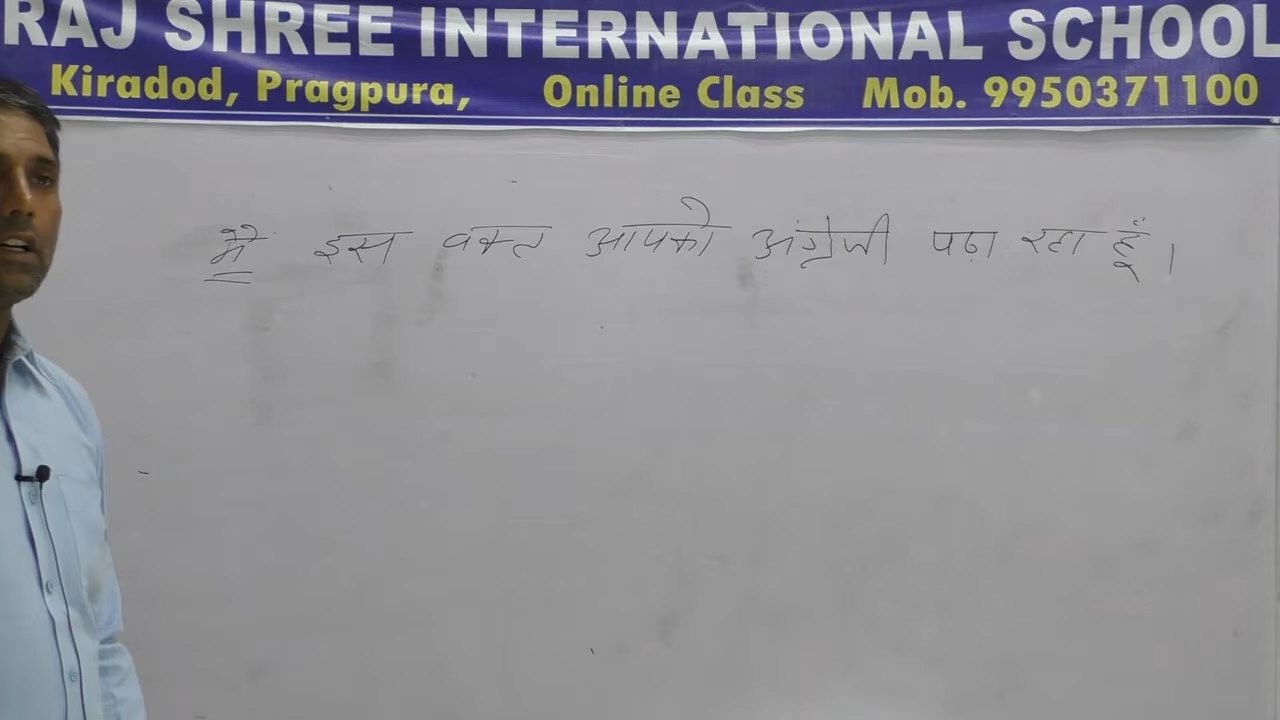 RAJ SHREE INTERNATIONAL SCHOOL
Kiradod, Pragpura, Online Class Mob. 9950371100
मैं इस वक्त आपको अंग्रेजी पढ़ा रहा हूँ।